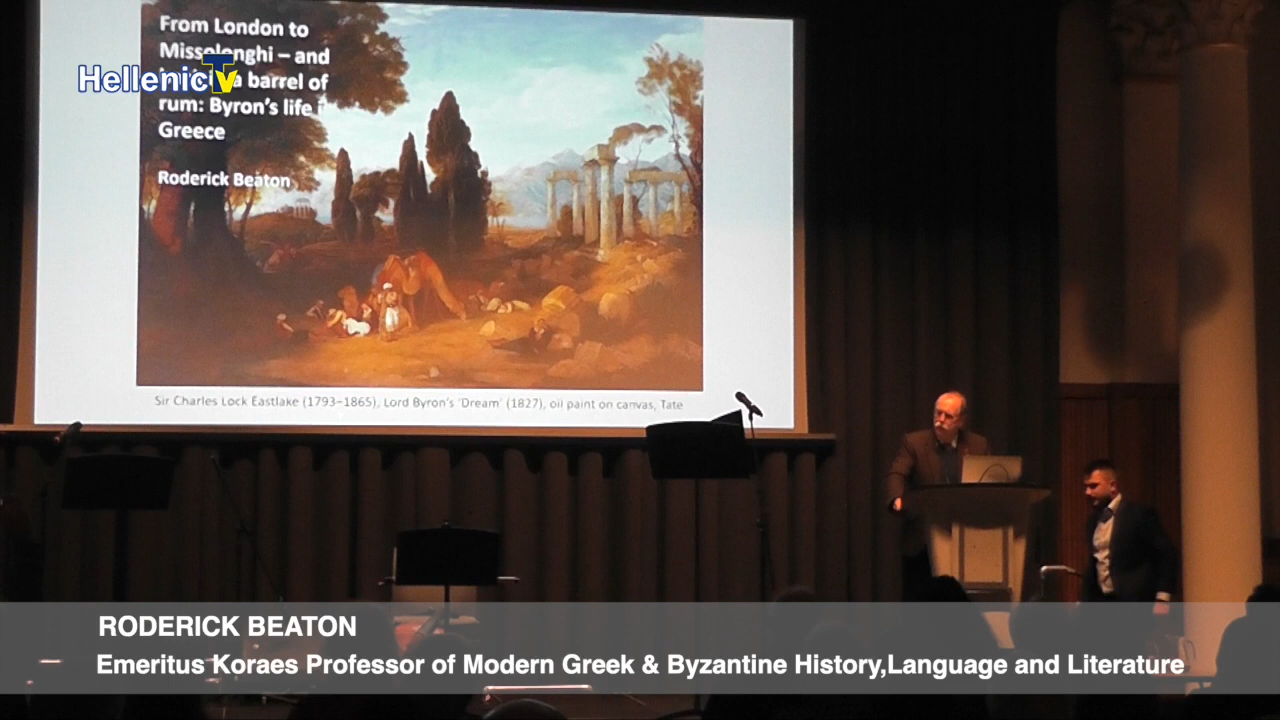 From London to
Missolonghi – and
a barrel of
rum: Byron's life
Greece
Roderick Beaton
Hellenic Tv
Sir Charles Lock Eastlake (1793–1865), Lord Byron's 'Dream' (1827), oil paint on canvas, Tate
RODERICK BEATON
Emeritus Koraes Professor of Modern Greek & Byzantine History,Language and Literature